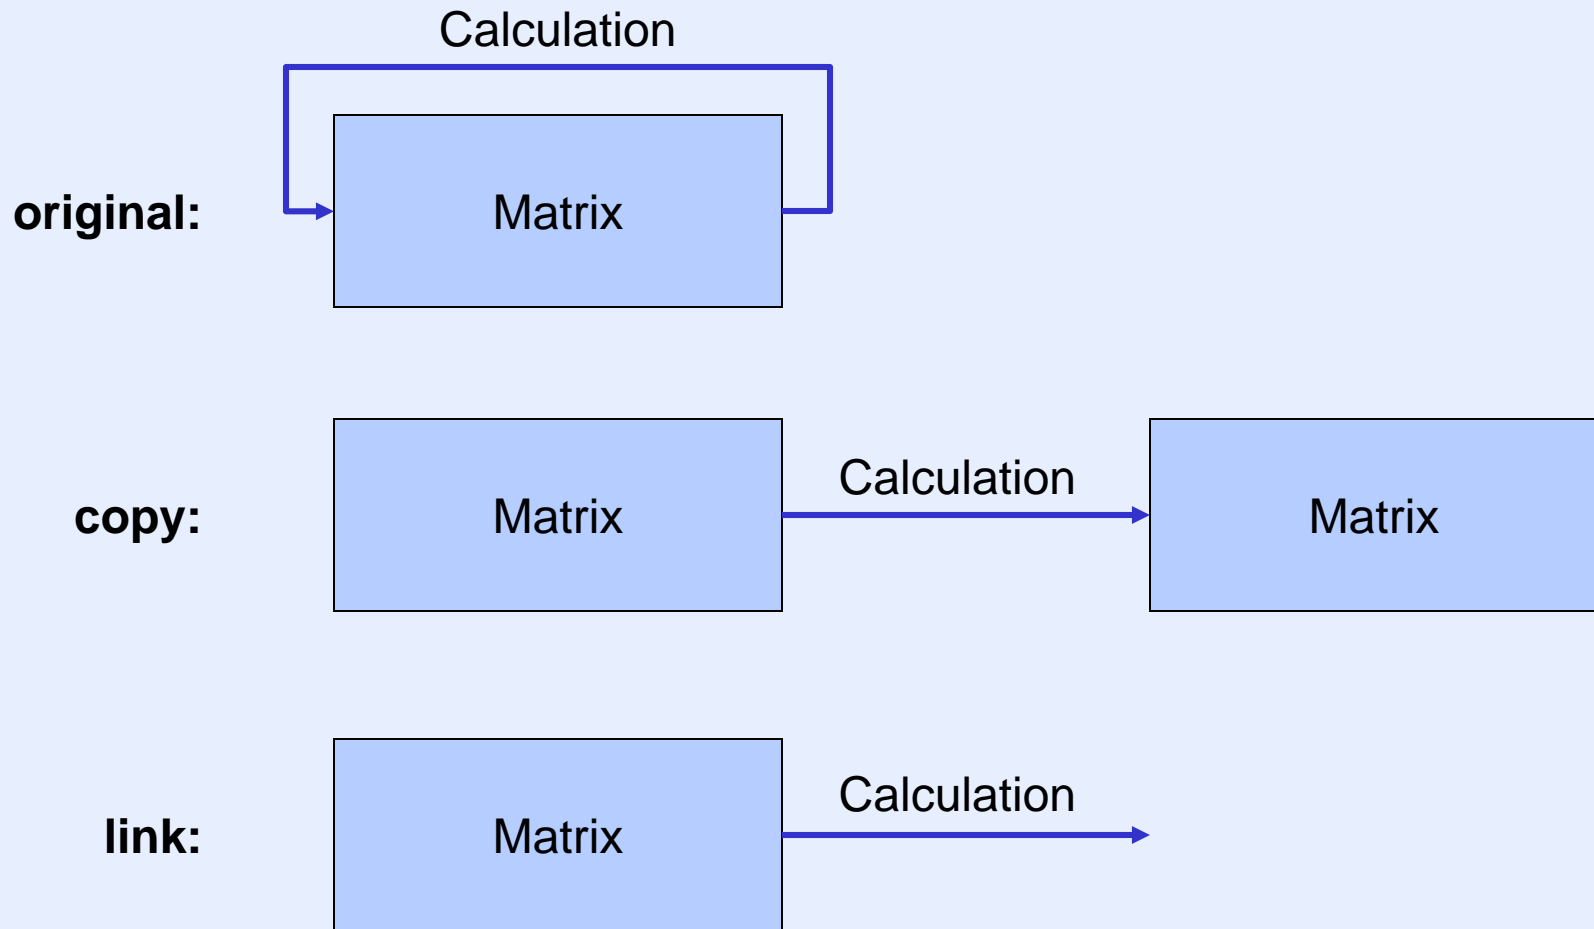 Calculation
original: Matrix
copy: Matrix Calculation Matrix
link: Matrix Calculation